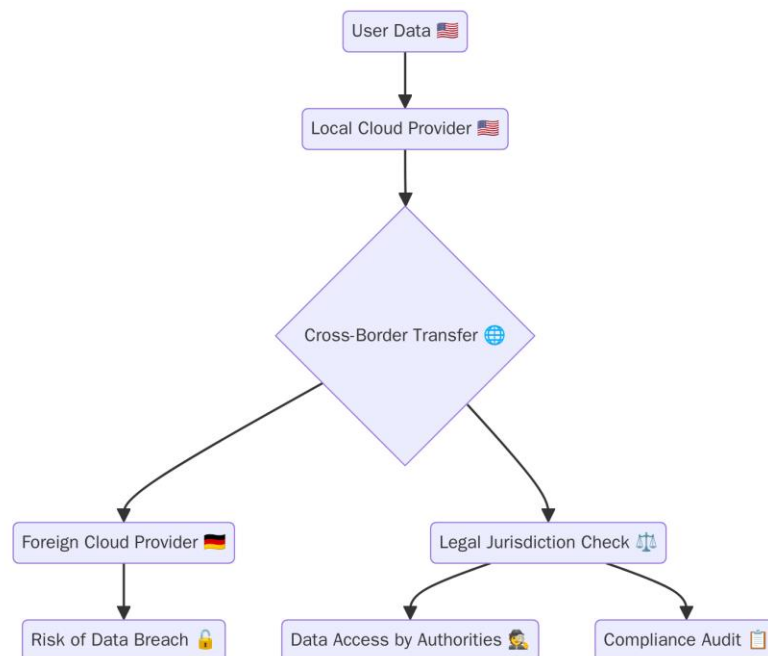 User Data 🇺🇸
Local Cloud Provider 🇺🇸
Cross-Border Transfer 🌐
Foreign Cloud Provider 🇩🇪
Legal Jurisdiction Check ⚖️
Risk of Data Breach 🔓
Data Access by Authorities 🕵️
Compliance Audit 📋